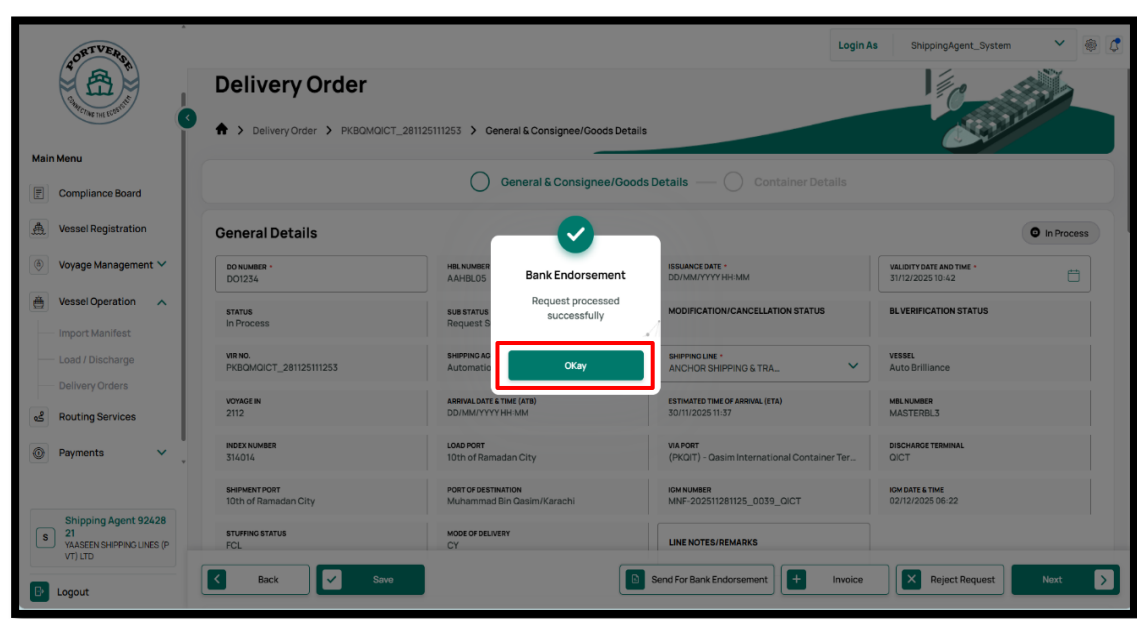 PORTVERSE
CONNECTING THE ECOSYSTEM
Login As ShippingAgent_System
Delivery Order
Delivery Order > PKBQMQICT_281125111253 > General & Consignee/Goods Details
Main Menu
Compliance Board
Vessel Registration
Voyage Management
Vessel Operation
Import Manifest
Load / Discharge
Delivery Orders
Routing Services
Payments
S
Shipping Agent 92428
21
YAASEEN SHIPPING LINES (P
VT) LTD
Logout
General & Consignee/Goods Details Container Details
General Details
In Process
DO NUMBER *
DO1234
HBL NUMBER
AAHBL05
ISSUANCE DATE *
DD/MM/YYYY HH:MM
VALIDITY DATE AND TIME *
31/12/2025 10:42
STATUS
In Process
SUB STATUS
Request S
MODIFICATION/CANCELLATION STATUS
BL VERIFICATION STATUS
VIR NO.
PKBQMQICT_281125111253
SHIPPING AG
Automatic
SHIPPING LINE *
ANCHOR SHIPPING & TRA...
VESSEL
Auto Brilliance
VOYAGE IN
2112
ARRIVAL DATE & TIME (ATB)
DD/MM/YYYY HH:MM
ESTIMATED TIME OF ARRIVAL (ETA)
30/11/2025 11:37
MBL NUMBER
MASTERBL3
INDEX NUMBER
314014
LOAD PORT
10th of Ramadan City
VIA PORT
(PKQIT) - Qasim International Container Ter...
DISCHARGE TERMINAL
QICT
SHIPMENT PORT
10th of Ramadan City
PORT OF DESTINATION
Muhammad Bin Qasim/Karachi
IGM NUMBER
MNF-202511281125_0039_QICT
IGM DATE & TIME
02/12/2025 06:22
STUFFING STATUS
FCL
MODE OF DELIVERY
CY
LINE NOTES/REMARKS
Bank Endorsement
Request processed
successfully
OKay
Back
Save
Send For Bank Endorsement
Invoice
Reject Request
Next